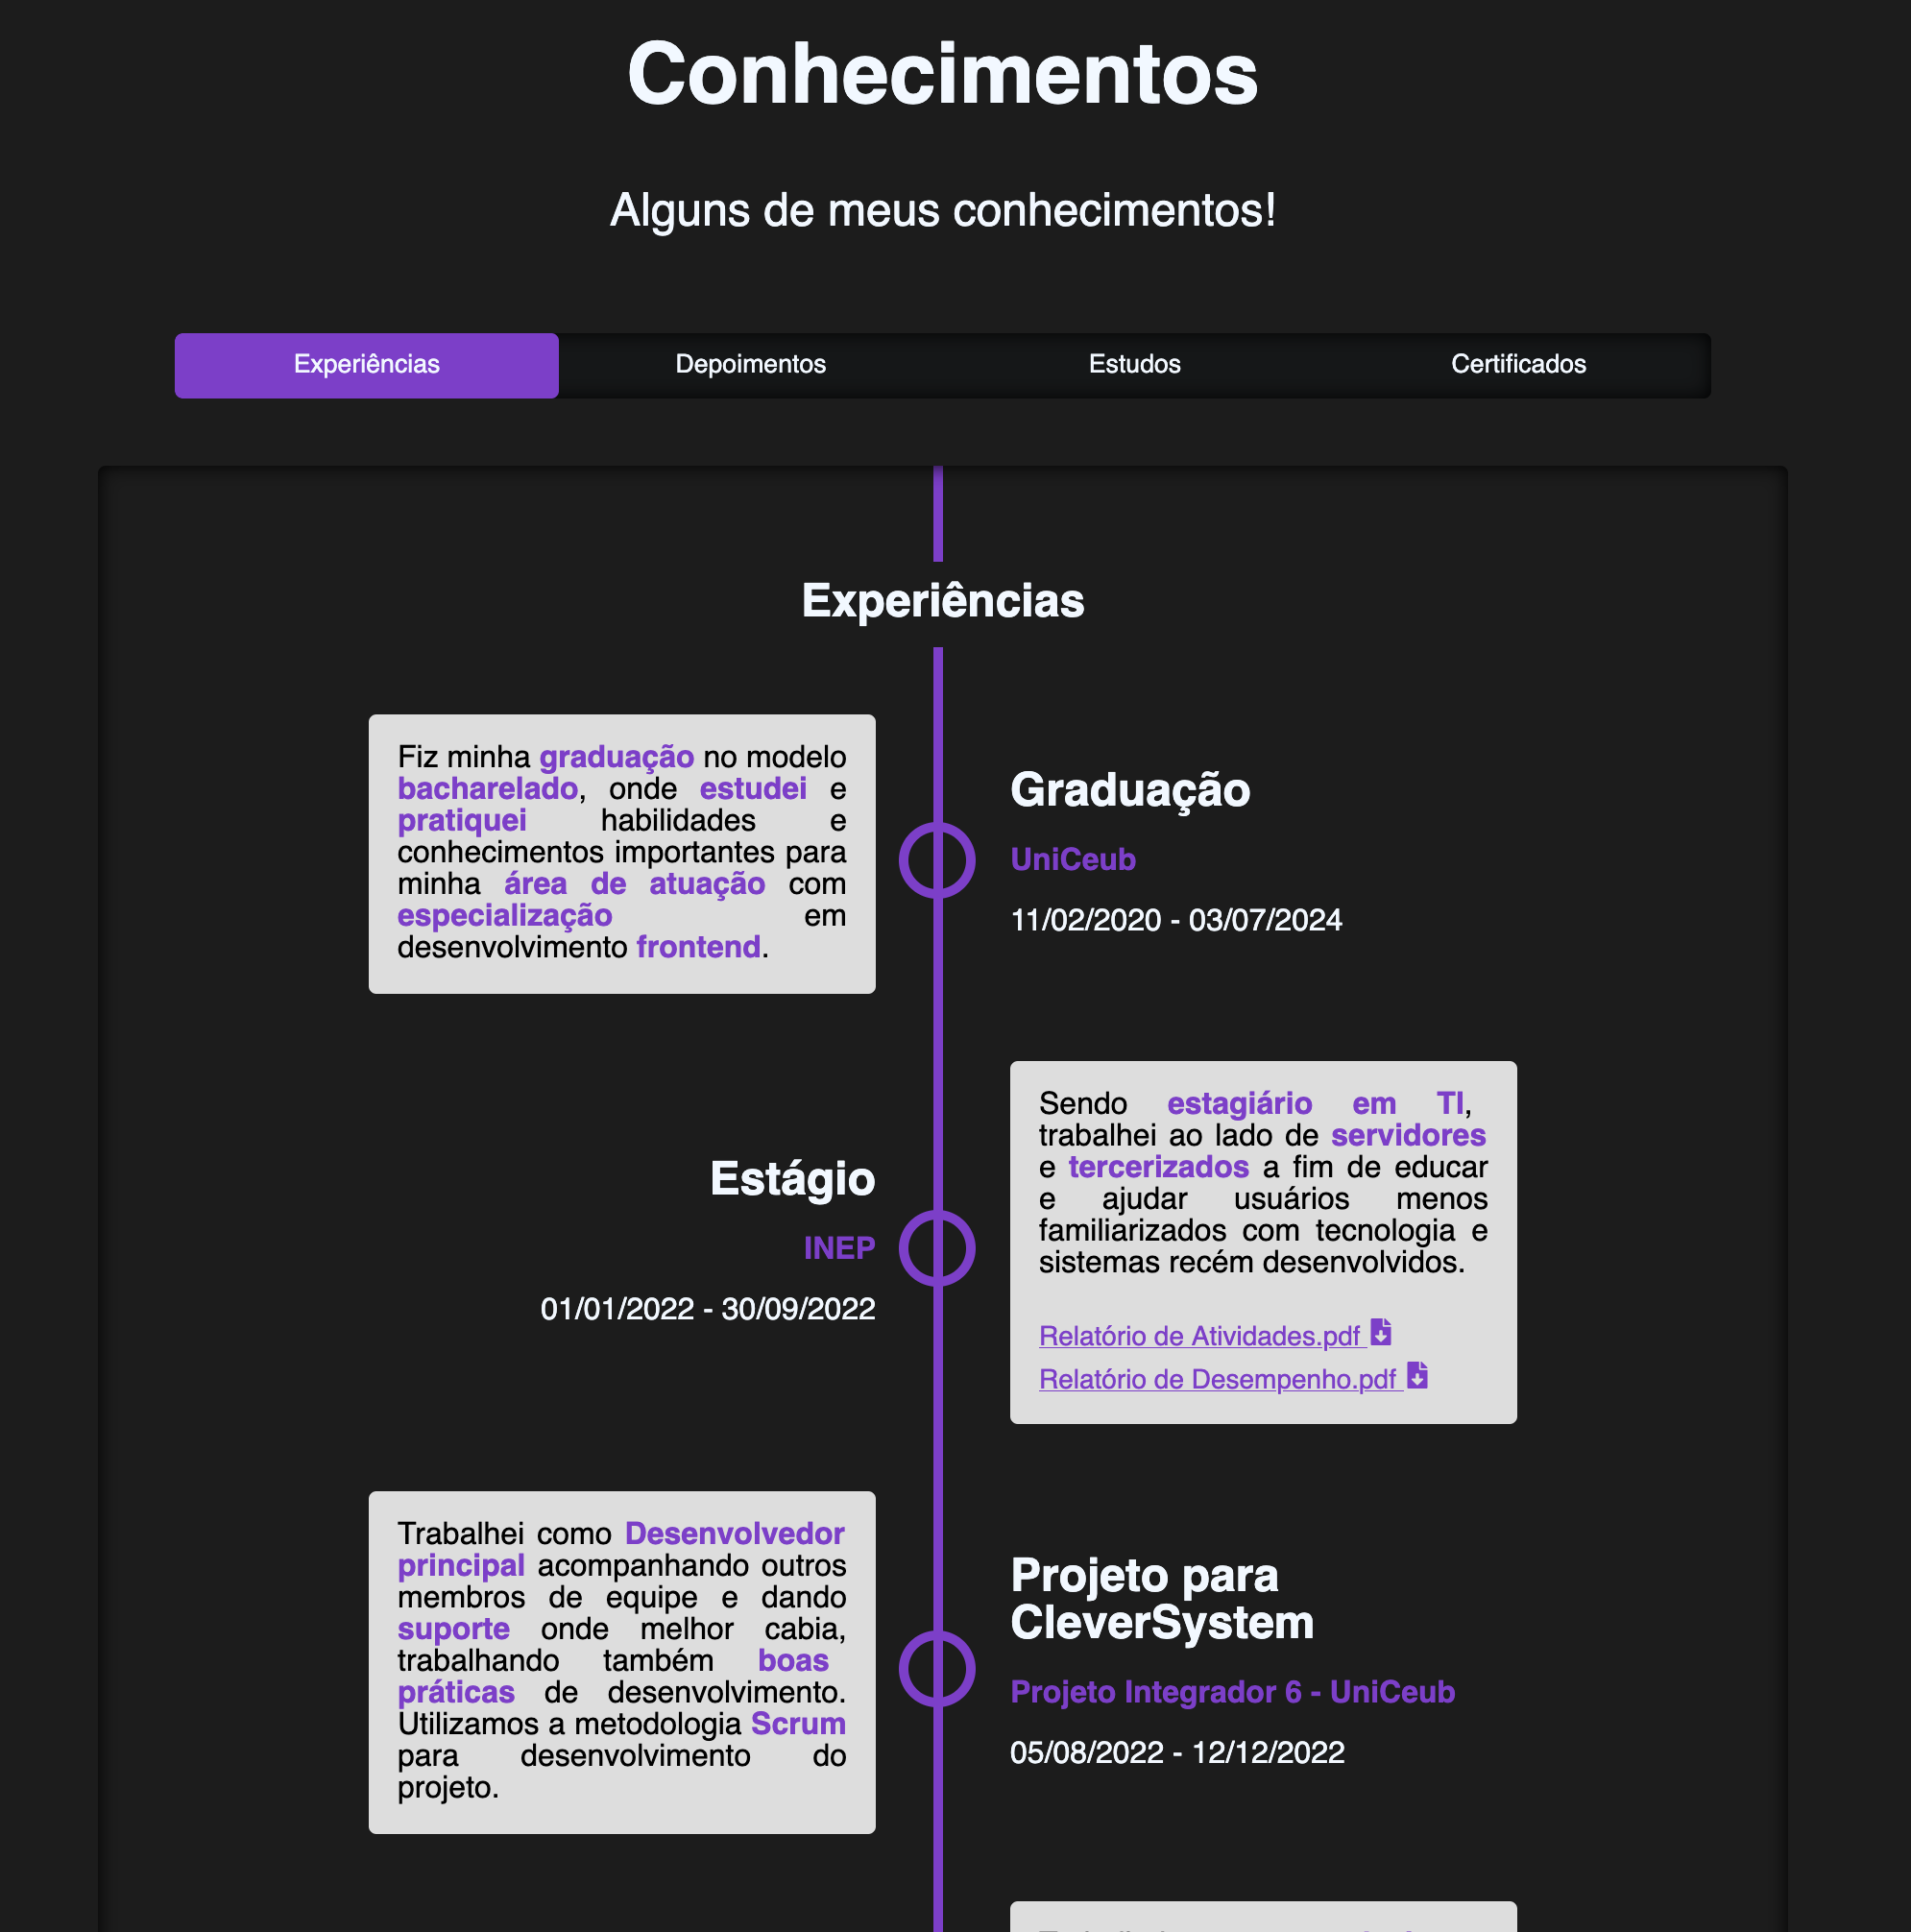 Conhecimentos
Alguns de meus conhecimentos!
Experiências
Depoimentos
Estudos
Certificados
Experiências
Fiz minha graduação no modelo
bacharelado, onde estudei e
pratiquei habilidades e
conhecimentos importantes para
minha área de atuação com
especialização em
desenvolvimento frontend.
Graduação
UniCeub
11/02/2020 - 03/07/2024
Estágio
INEP
01/01/2022 - 30/09/2022
Sendo estagiário em TI,
trabalhei ao lado de servidores
e tercerizados a fim de educar
e ajudar usuários menos
familiarizados com tecnologia e
sistemas recém desenvolvidos.
Relatório de Atividades.pdf
Relatório de Desempenho.pdf
Trabalhei como Desenvolvedor
principal acompanhando outros
membros de equipe e dando
suporte onde melhor cabia,
trabalhando também boas
práticas de desenvolvimento.
Utilizamos a metodologia Scrum
para desenvolvimento do
projeto.
Projeto para
CleverSystem
Projeto Integrador 6 - UniCeub
05/08/2022 - 12/12/2022